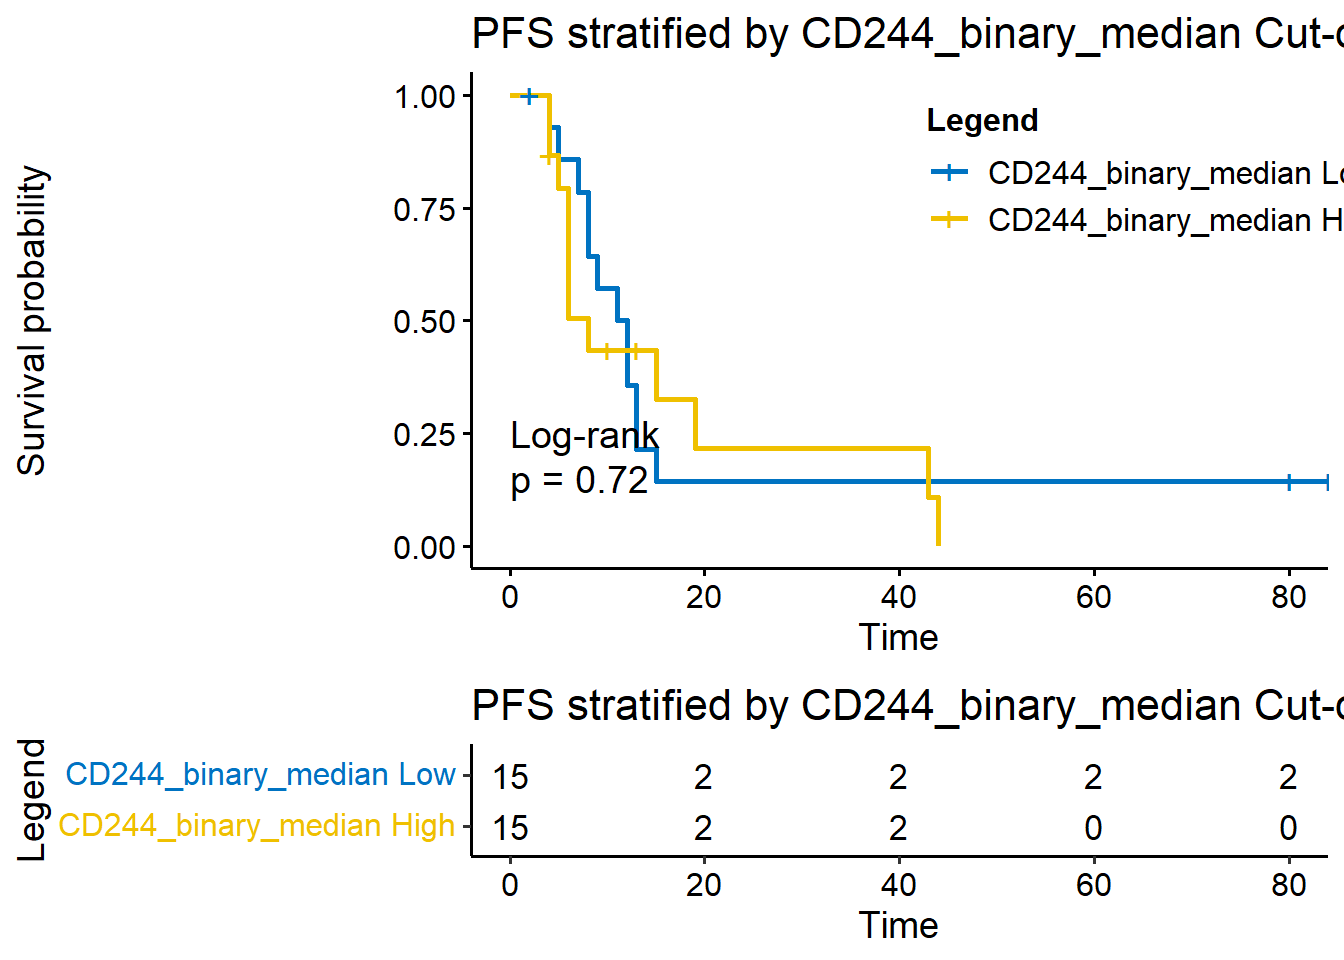 PFS stratified by CD244_binary_median Cut-o
Survival probability
1.00
0.75
0.50
0.25
0.00
Legend
CD244_binary_median Lo
CD244_binary_median H
Log-rank
p = 0.72
0 20 40 60 80
Time
PFS stratified by CD244_binary_median Cut-o
Legend
CD244_binary_median Low 15 2 2 2 2
CD244_binary_median High 15 2 2 0 0
0 20 40 60 80
Time